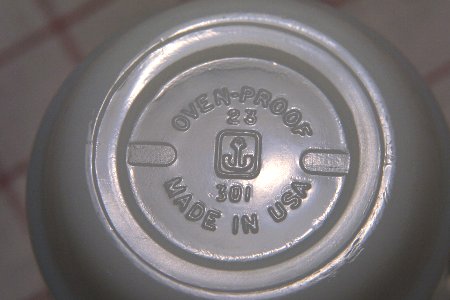 OVEN-PROOF
23
301
MADE IN USA